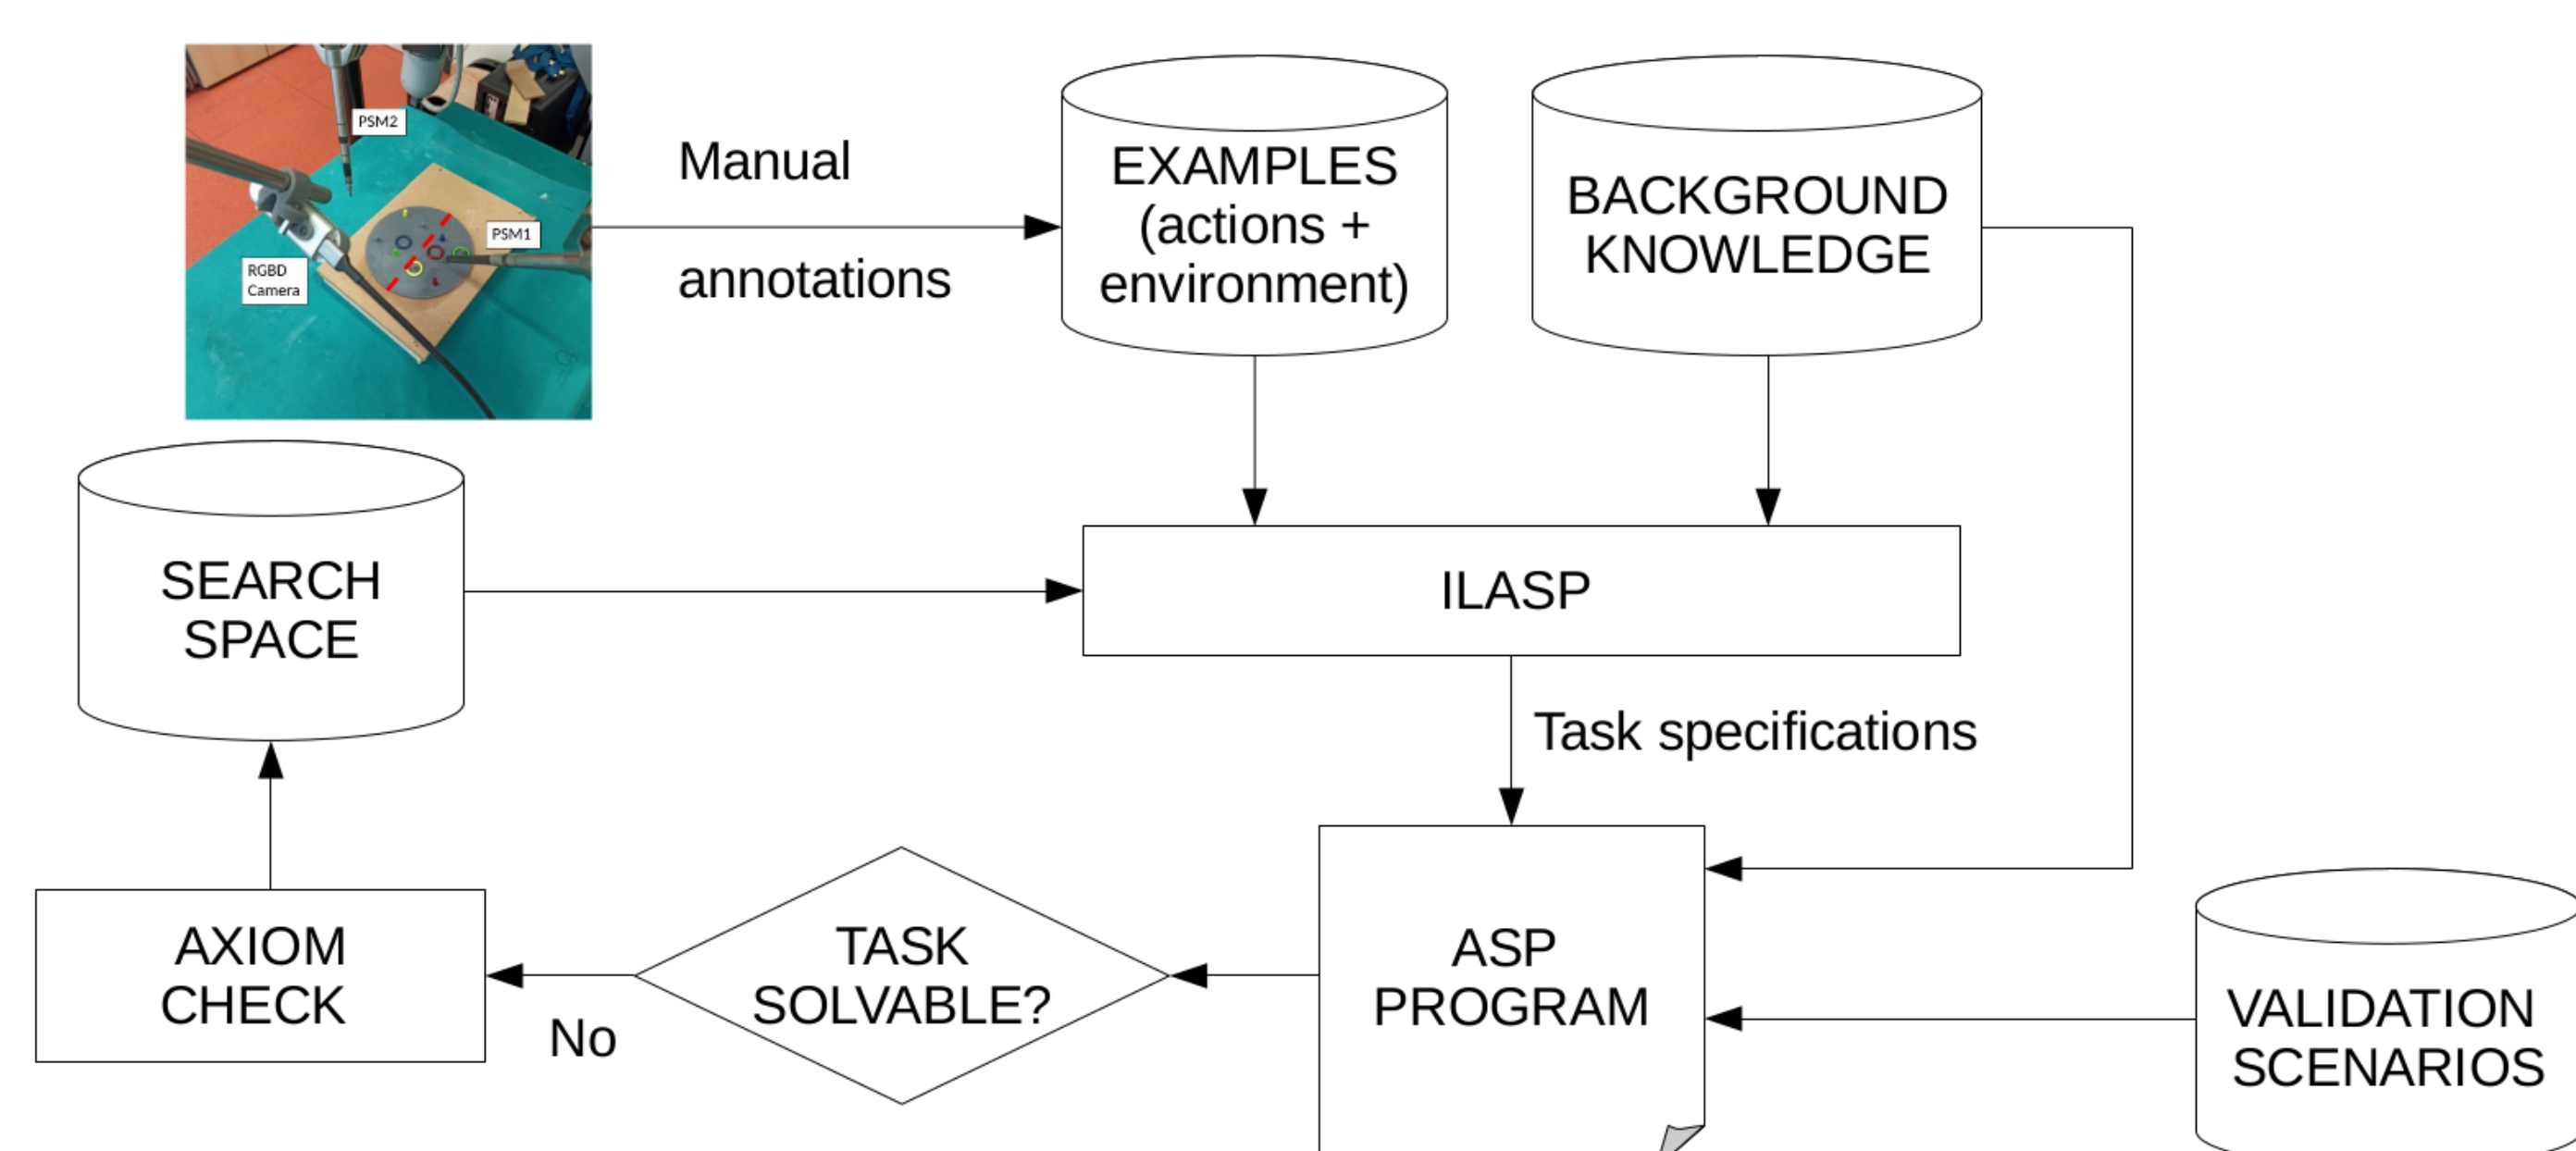 PSM2
PSM1
RGBD
Camera
Manual
annotations
EXAMPLES
(actions +
environment)
BACKGROUND
KNOWLEDGE
SEARCH
SPACE
ILASP
Task specifications
AXIOM
CHECK
No
TASK
SOLVABLE?
ASP
PROGRAM
VALIDATION
SCENARIOS